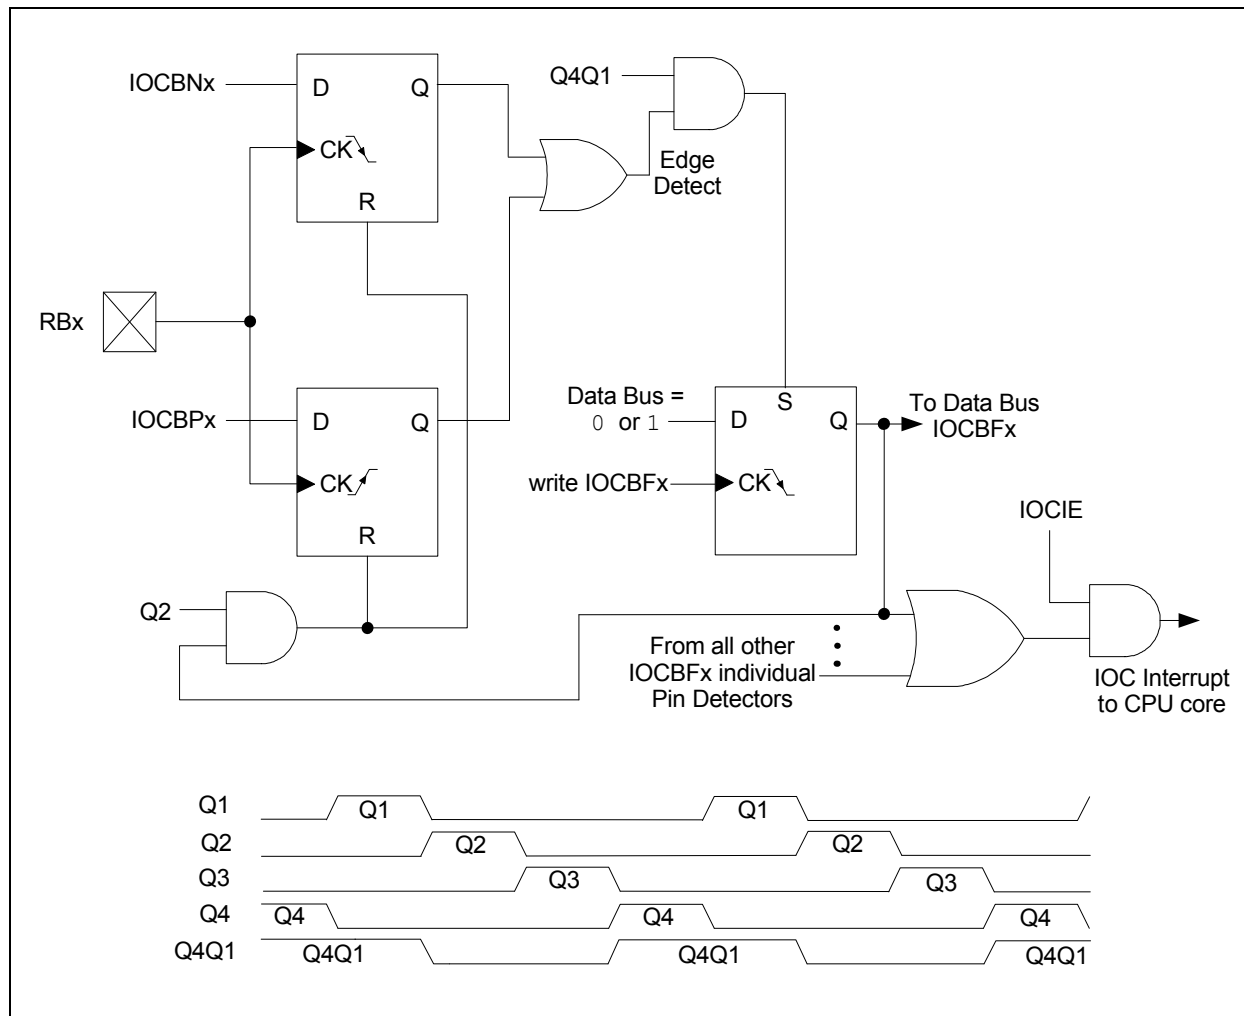 IOCBNx
D
Q
CK
R
Q4Q1
Edge
Detect
RBx
IOCBPx
D
Q
CK
R
Q2
Data Bus =
0 or 1
D
S
Q
write IOCBFx
CK
To Data Bus
IOCBFx
IOCIE
From all other
IOCBFx individual
Pin Detectors
IOC Interrupt
to CPU core
Q1 Q1 Q1
Q2 Q2 Q2
Q3 Q3 Q3
Q4 Q4 Q4 Q4
Q4Q1 Q4Q1 Q4Q1 Q4Q1